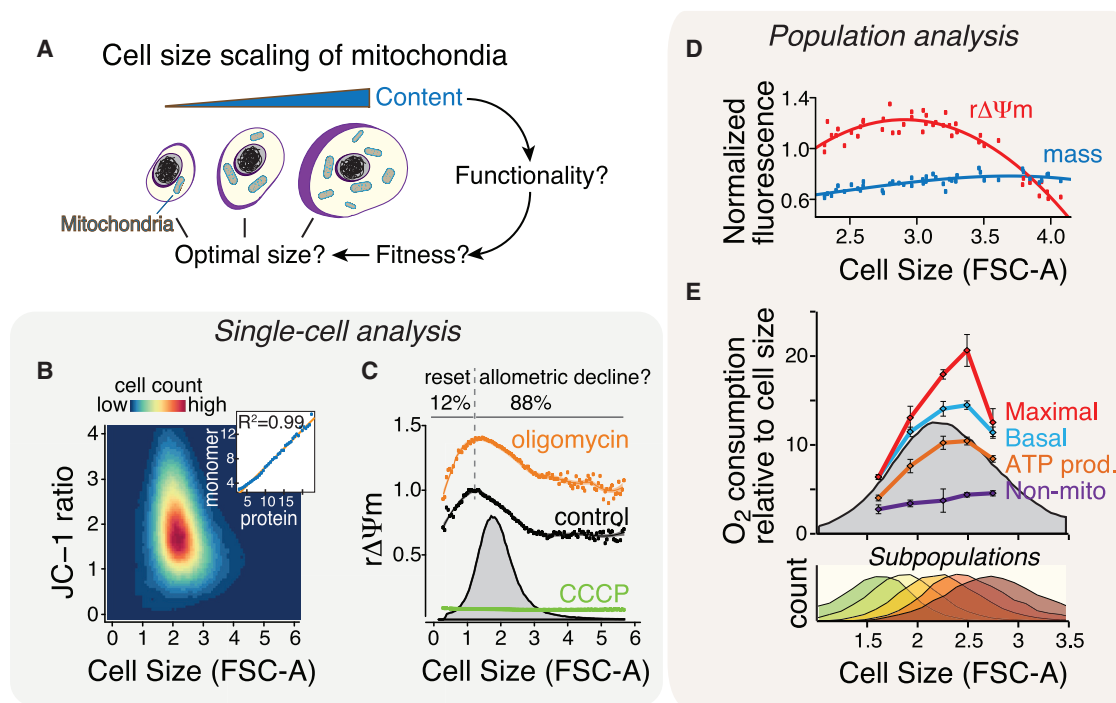 A
Cell size scaling of mitochondia
Content
Functionality?
Mitochondria
Optimal size?
Fitness?
Single-cell analysis
B
cell count
low
high
R²=0.99
monomer
12
8
4
5
10
15
protein
JC–1 ratio
4
3
2
1
0
0
1
2
3
4
5
6
Cell Size (FSC-A)
C
reset
allometric decline?
12%
88%
r∆Ψm
1.5
1.0
0.5
oligomycin
control
CCCP
0
1
2
3
4
5
6
Cell Size (FSC-A)
Population analysis
D
Normalized
fluorescence
1.4
1.0
0.6
r∆Ψm
mass
2.5
3.0
3.5
4.0
Cell Size (FSC-A)
E
O₂ consumption
relative to cell size
20
10
0
Maximal
Basal
ATP prod.
Non-mito
Subpopulations
count
1.5
2
2.5
3
3.5
Cell Size (FSC-A)